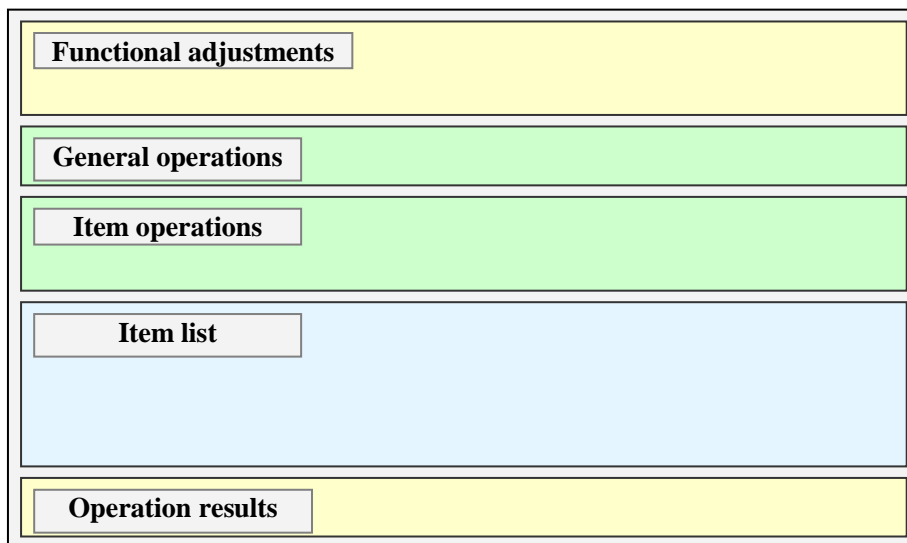 Functional adjustments
General operations
Item operations
Item list
Operation results